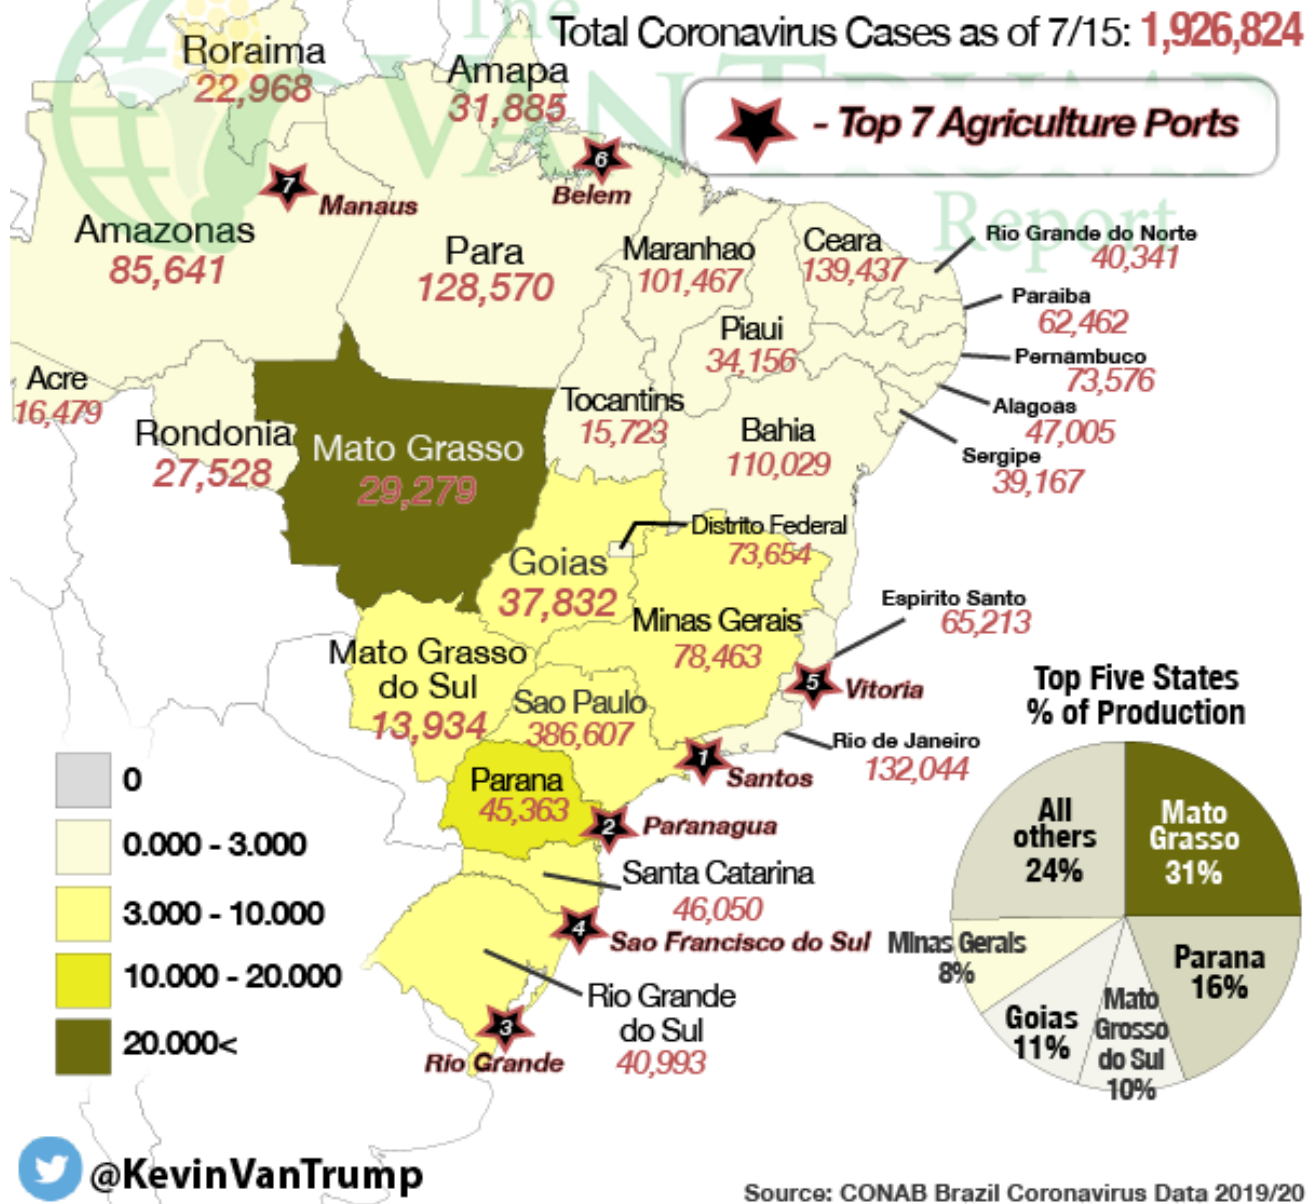 The
VanTrump
Report
Total Coronavirus Cases as of 7/15: 1,926,824
- Top 7 Agriculture Ports
Roraima
22,968
Amapa
31,885
7
Manaus
6
Belem
Amazonas
85,641
Para
128,570
Maranhao
101,467
Ceara
139,437
Rio Grande do Norte
40,341
Paraiba
62,462
Piaui
34,156
Pernambuco
73,576
Acre
16,479
Tocantins
15,723
Alagoas
47,005
Rondonia
27,528
Mato Grasso
29,279
Bahia
110,029
Sergipe
39,167
Distrito Federal
73,654
Goias
37,832
Minas Gerais
78,463
Espirito Santo
65,213
Mato Grasso
do Sul
13,934
Sao Paulo
386,607
5
Vitoria
Rio de Janeiro
132,044
1
Santos
Parana
45,363
2
Paranagua
Santa Catarina
46,050
4
Sao Francisco do Sul
Rio Grande
do Sul
40,993
3
Rio Grande
0
0.000 - 3.000
3.000 - 10.000
10.000 - 20.000
20.000<
Top Five States
% of Production
All
others
24%
Mato
Grasso
31%
Minas Gerais
8%
Parana
16%
Goias
11%
Mato
Grosso
do Sul
10%
@KevinVanTrump
Source: CONAB Brazil Coronavirus Data 2019/20